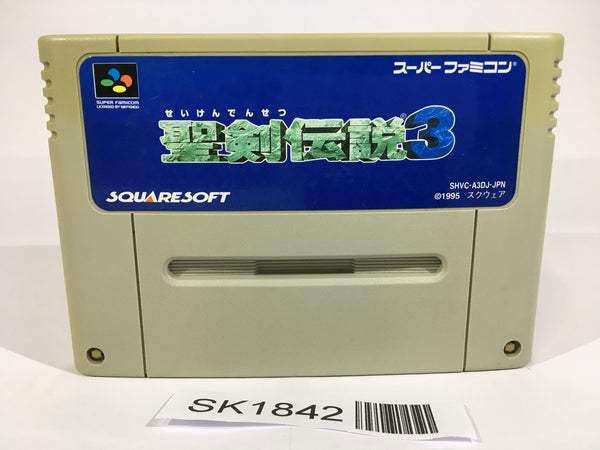 SUPER FAMICOM
LICENSED BY NINTENDO
スーパーファミコン®
せいけんでんせつ
聖剣伝説®3
SQUARESOFT
SHVC-A3DJ-JPN
©1995 スクウェア
SK1842